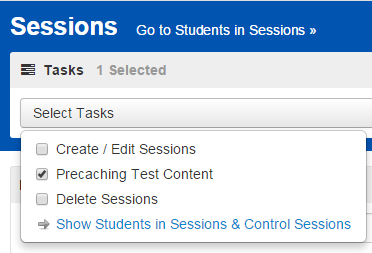 Sessions Go to Students in Sessions »
Tasks 1 Selected
Select Tasks
Create / Edit Sessions
Precaching Test Content
Delete Sessions
Show Students in Sessions & Control Sessions